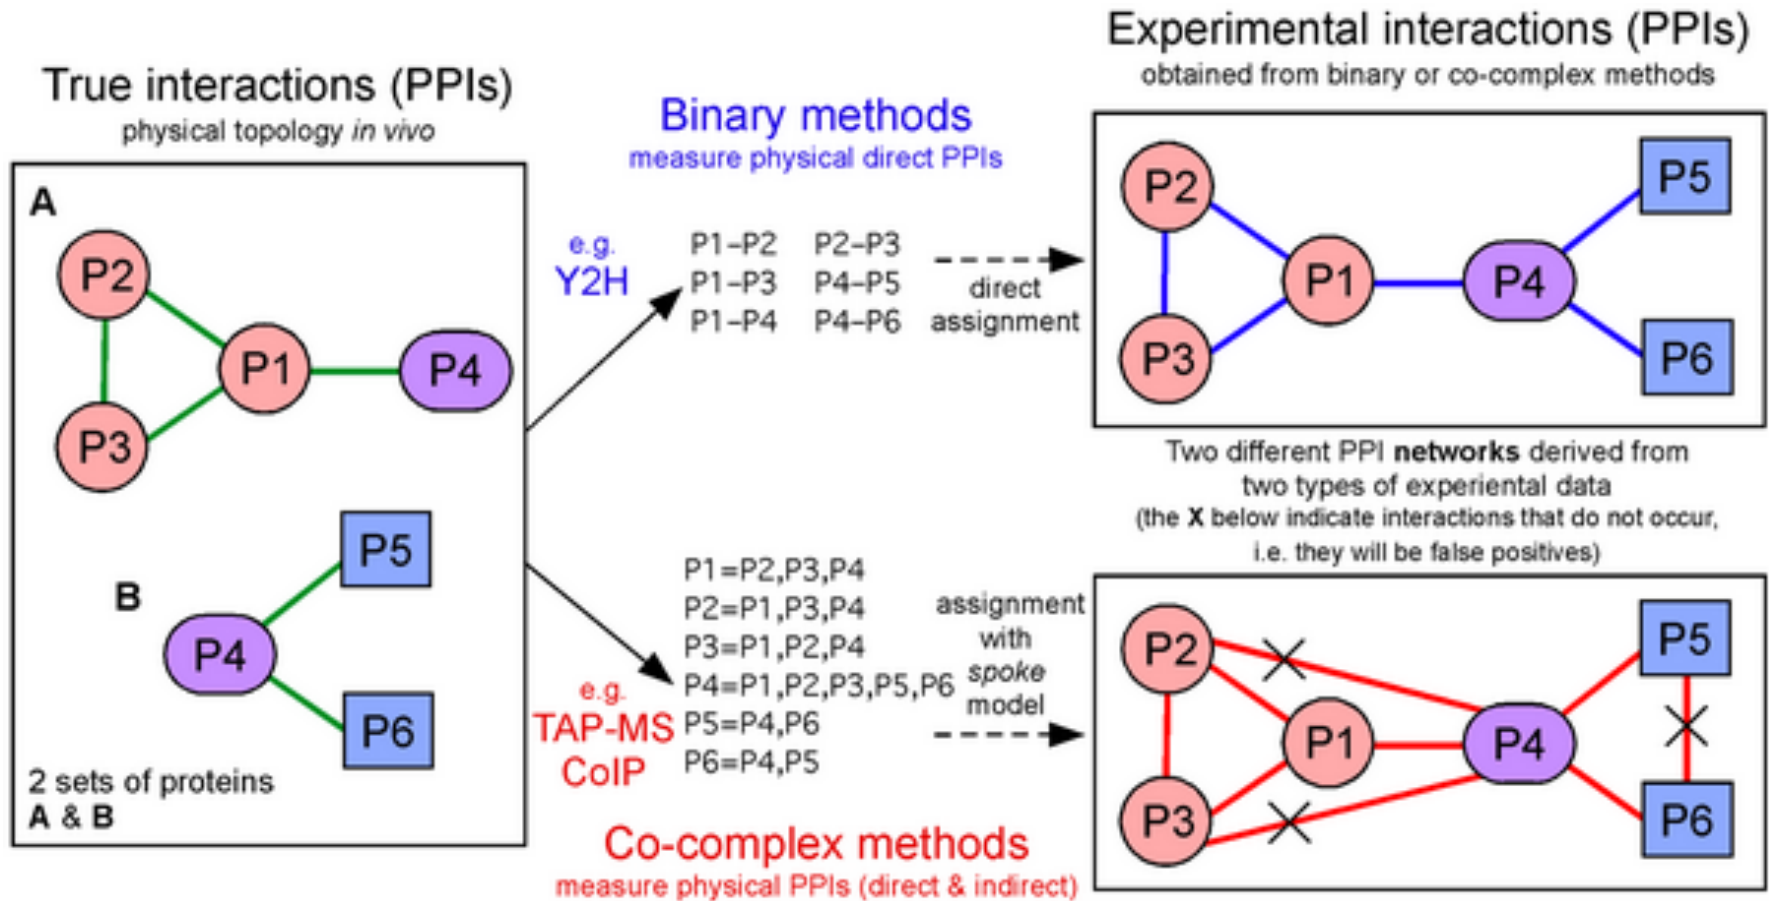 True interactions (PPIs)
physical topology in vivo
A
P2
P1
P4
P3
B
P5
P4
P6
2 sets of proteins
A & B
Binary methods
measure physical direct PPIs
e.g.
Y2H
P1–P2 P2–P3
P1–P3 P4–P5
P1–P4 P4–P6
direct
assignment
P1=P2,P3,P4
P2=P1,P3,P4
P3=P1,P2,P4
P4=P1,P2,P3,P5,P6
P5=P4,P6
P6=P4,P5
e.g.
TAP-MS
CoIP
assignment
with
spoke
model
Co-complex methods
measure physical PPIs (direct & indirect)
Experimental interactions (PPIs)
obtained from binary or co-complex methods
P2
P5
P1
P4
P3
P6
Two different PPI networks derived from
two types of experiental data
(the X below indicate interactions that do not occur,
i.e. they will be false positives)
P2
P5
P1
P4
P3
P6